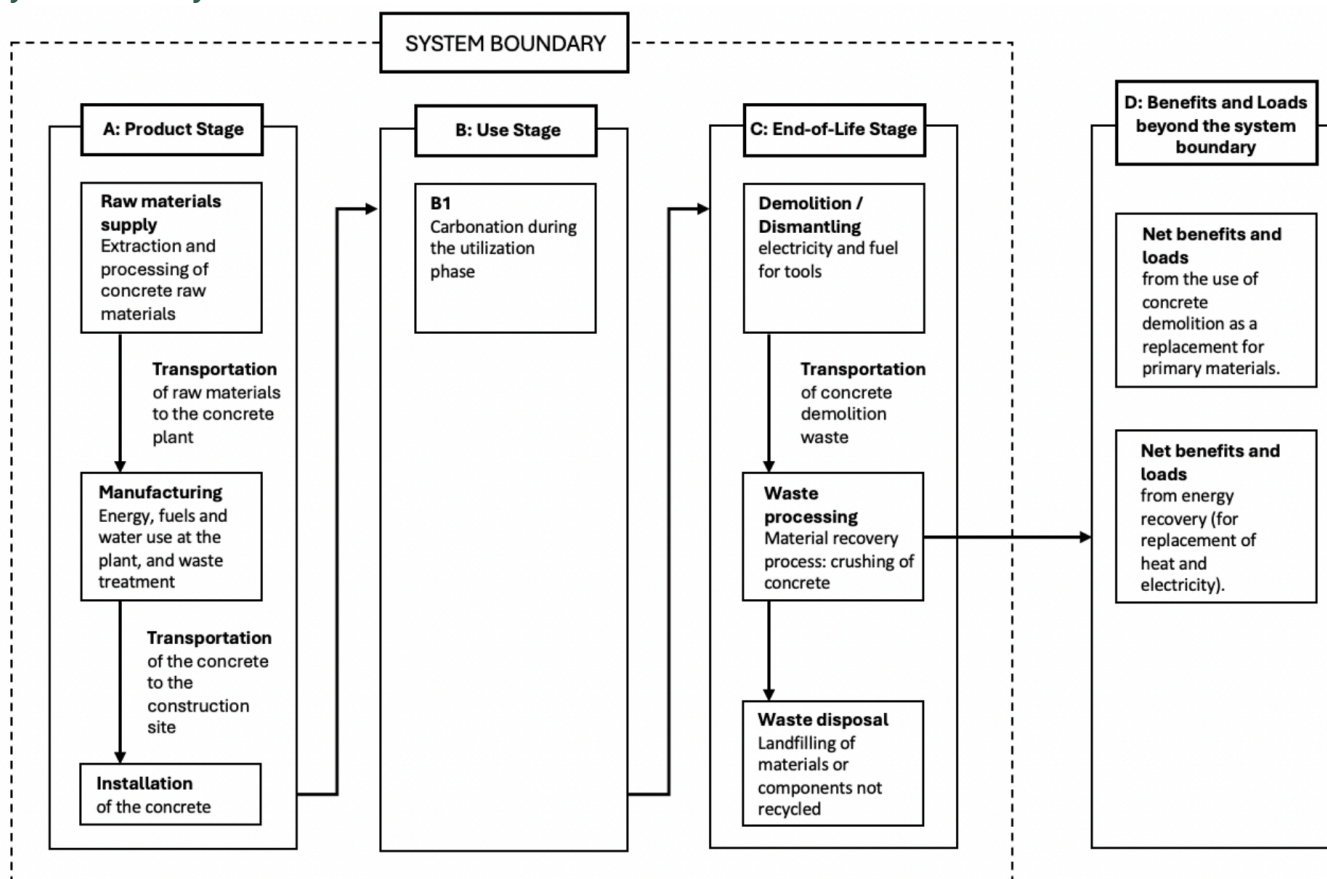 SYSTEM BOUNDARY
A: Product Stage
Raw materials
supply
Extraction and
processing of
concrete raw
materials
Transportation
of raw materials
to the concrete
plant
Manufacturing
Energy, fuels and
water use at the
plant, and waste
treatment
Transportation
of the concrete
to the
construction
site
Installation
of the concrete
B: Use Stage
B1
Carbonation during
the utilization
phase
C: End-of-Life Stage
Demolition /
Dismantling
electricity and fuel
for tools
Transportation
of concrete
demolition
waste
Waste
processing
Material recovery
process: crushing of
concrete
Waste disposal
Landfilling of
materials or
components not
recycled
D: Benefits and Loads
beyond the system
boundary
Net benefits and
loads
from the use of
concrete
demolition as a
replacement for
primary materials.
Net benefits and
loads
from energy
recovery (for
replacement of
heat and
electricity).